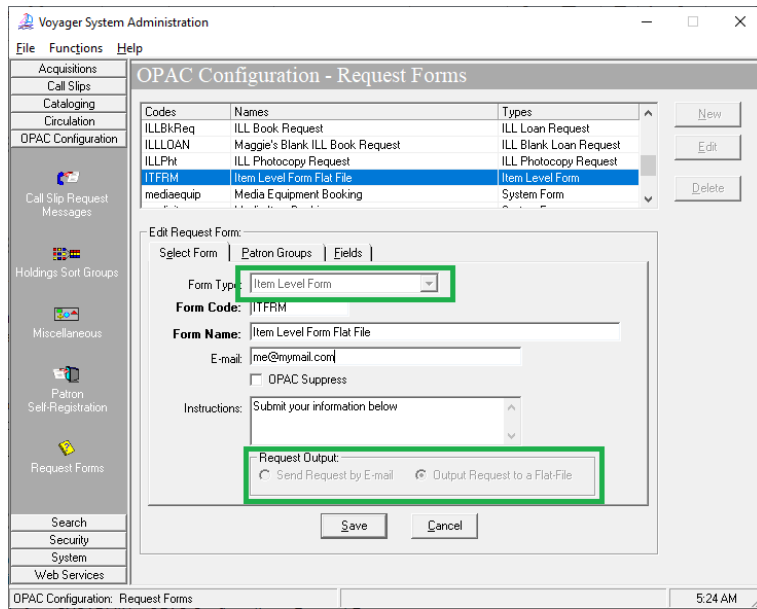 Voyager System Administration
File Functions Help
Acquisitions
Call Slips
Cataloging
Circulation
OPAC Configuration
Call Slip Request
Messages
Holdings Sort Groups
Miscellaneous
Patron
Self-Registration
Request Forms
Search
Security
System
Web Services
OPAC Configuration - Request Forms
Codes Names Types
ILLBkReq ILL Book Request ILL Loan Request
ILLLOAN Maggie's Blank ILL Book Request ILL Blank Loan Request
ILLPht ILL Photocopy Request ILL Photocopy Request
ITFRM Item Level Form Flat File Item Level Form
mediaequip Media Equipment Booking System Form
New
Edit
Delete
Edit Request Form:
Select Form Patron Groups Fields
Form Type: Item Level Form
Form Code: ITFRM
Form Name: Item Level Form Flat File
E-mail: me@mymail.com
OPAC Suppress
Instructions: Submit your information below
Request Output:
Send Request by E-mail Output Request to a Flat-File
Save Cancel
OPAC Configuration: Request Forms 5:24 AM